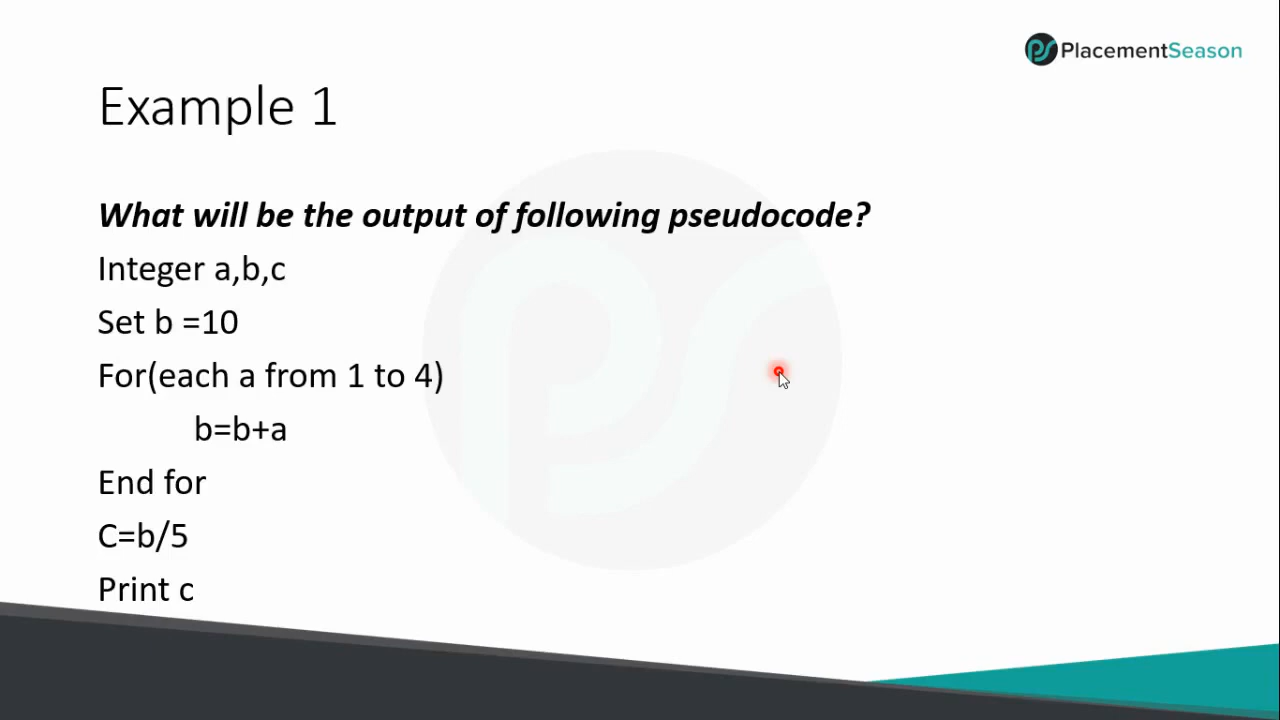 PlacementSeason
Example 1
What will be the output of following pseudocode?
Integer a,b,c
Set b =10
For(each a from 1 to 4)
b=b+a
End for
C=b/5
Print c